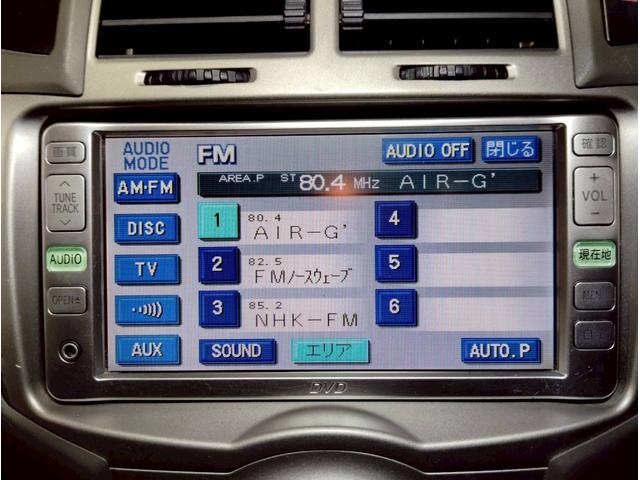 画質
AUDIO
MODE
FM
AUDIO OFF
閉じる
確認
AM·FM
AREA.P ST 80.4 MHz AIR-G'
TUNE
TRACK
+
VOL
-
DISC
1 80.4 AIR-G'
4
AUDIO
TV
2 82.5 FMノースウェーブ
5
現在地
OPEN
3 85.2 NHK-FM
6
AUX
SOUND
エリア
AUTO.P
DVD